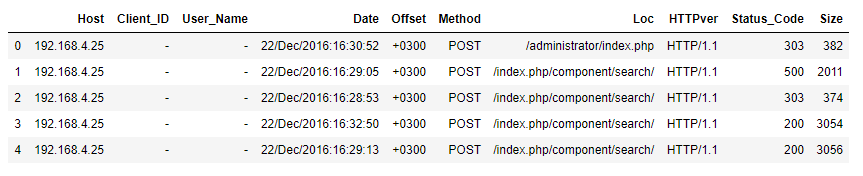 Host Client_ID User_Name Date Offset Method Loc HTTPver Status_Code Size
0 192.168.4.25 - - 22/Dec/2016:16:30:52 +0300 POST /administrator/index.php HTTP/1.1 303 382
1 192.168.4.25 - - 22/Dec/2016:16:29:05 +0300 POST /index.php/component/search/ HTTP/1.1 500 2011
2 192.168.4.25 - - 22/Dec/2016:16:28:53 +0300 POST /index.php/component/search/ HTTP/1.1 303 374
3 192.168.4.25 - - 22/Dec/2016:16:32:50 +0300 POST /index.php/component/search/ HTTP/1.1 200 3054
4 192.168.4.25 - - 22/Dec/2016:16:29:13 +0300 POST /index.php/component/search/ HTTP/1.1 200 3056